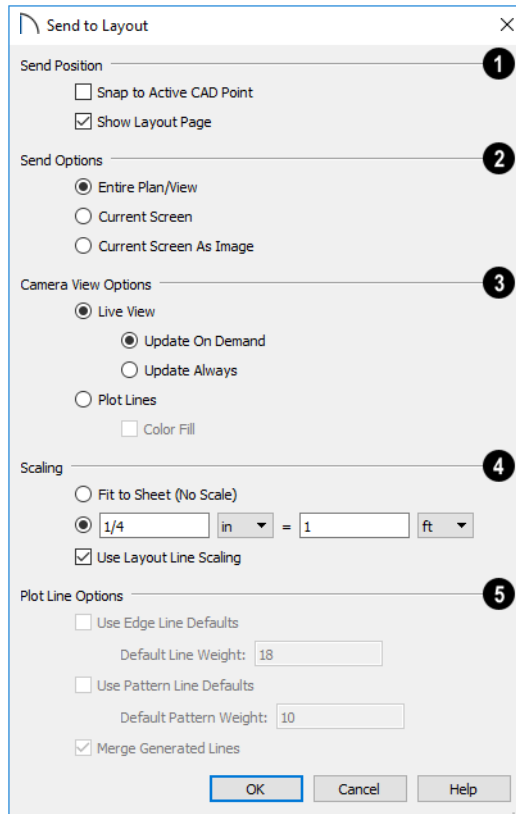 Send to Layout
Send Position 1
Snap to Active CAD Point
Show Layout Page
Send Options 2
Entire Plan/View
Current Screen
Current Screen As Image
Camera View Options 3
Live View
Update On Demand
Update Always
Plot Lines
Color Fill
Scaling 4
Fit to Sheet (No Scale)
1/4 in = 1 ft
Use Layout Line Scaling
Plot Line Options 5
Use Edge Line Defaults
Default Line Weight: 18
Use Pattern Line Defaults
Default Pattern Weight: 10
Merge Generated Lines
OK Cancel Help